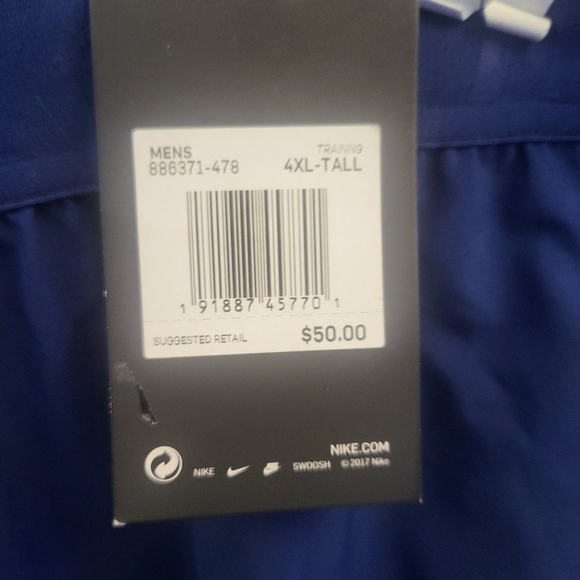 MENS TRAINNG
886371-478 4XL-TALL
1 91887 45770 1
SUGGESTED RETAIL $50.00
NIKE.COM
NIKE SWOOSH © 2017 Nike